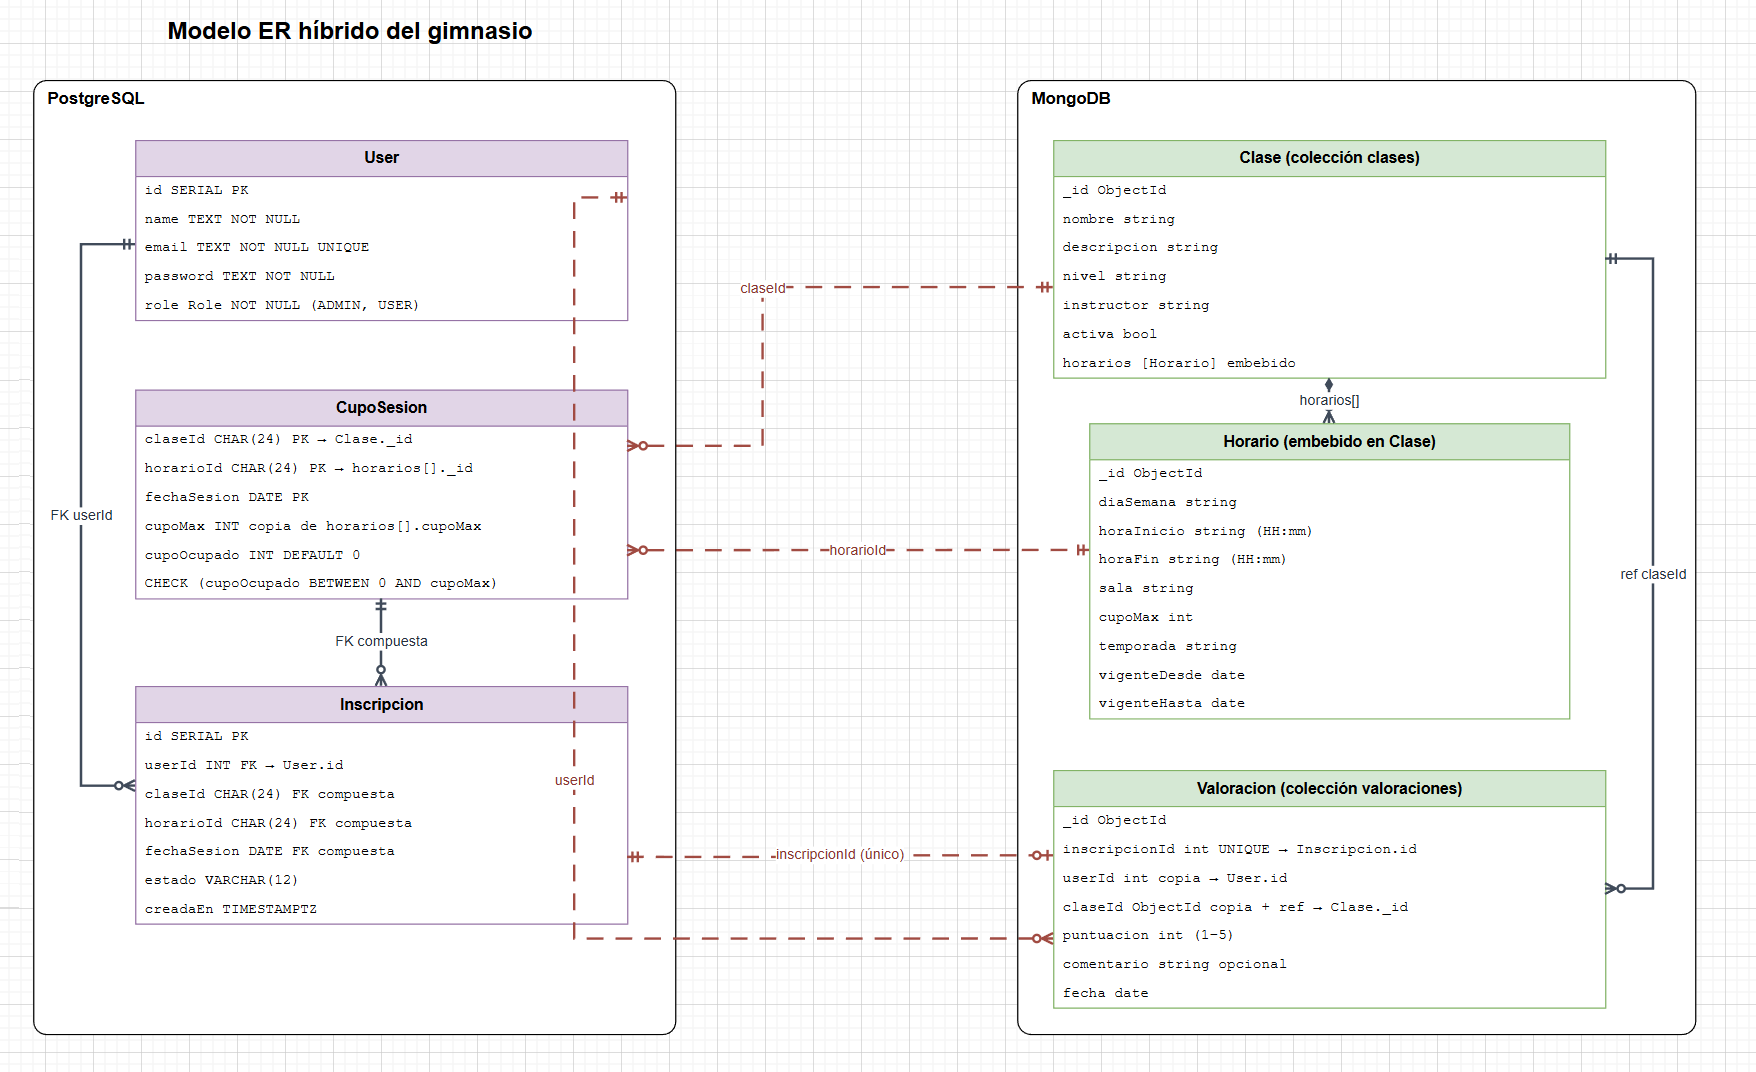 Modelo ER híbrido del gimnasio
PostgreSQL
User
id SERIAL PK
name TEXT NOT NULL
email TEXT NOT NULL UNIQUE
password TEXT NOT NULL
role Role NOT NULL (ADMIN, USER)
CupoSesion
claseId CHAR(24) PK → Clase._id
horarioId CHAR(24) PK → horarios[]._id
fechaSesion DATE PK
cupoMax INT copia de horarios[].cupoMax
cupoOcupado INT DEFAULT 0
CHECK (cupoOcupado BETWEEN 0 AND cupoMax)
FK userId
FK compuesta
Inscripcion
id SERIAL PK
userId INT FK → User.id
claseId CHAR(24) FK compuesta
horarioId CHAR(24) FK compuesta
fechaSesion DATE FK compuesta
estado VARCHAR(12)
creadaEn TIMESTAMPTZ
userId
claseId
horarioId
inscripcionId (único)
MongoDB
Clase (colección clases)
_id ObjectId
nombre string
descripcion string
nivel string
instructor string
activa bool
horarios [Horario] embebido
horarios[]
Horario (embebido en Clase)
_id ObjectId
diaSemana string
horaInicio string (HH:mm)
horaFin string (HH:mm)
sala string
cupoMax int
temporada string
vigenteDesde date
vigenteHasta date
ref claseId
Valoracion (colección valoraciones)
_id ObjectId
inscripcionId int UNIQUE → Inscripcion.id
userId int copia → User.id
claseId ObjectId copia + ref → Clase._id
puntuacion int (1-5)
comentario string opcional
fecha date